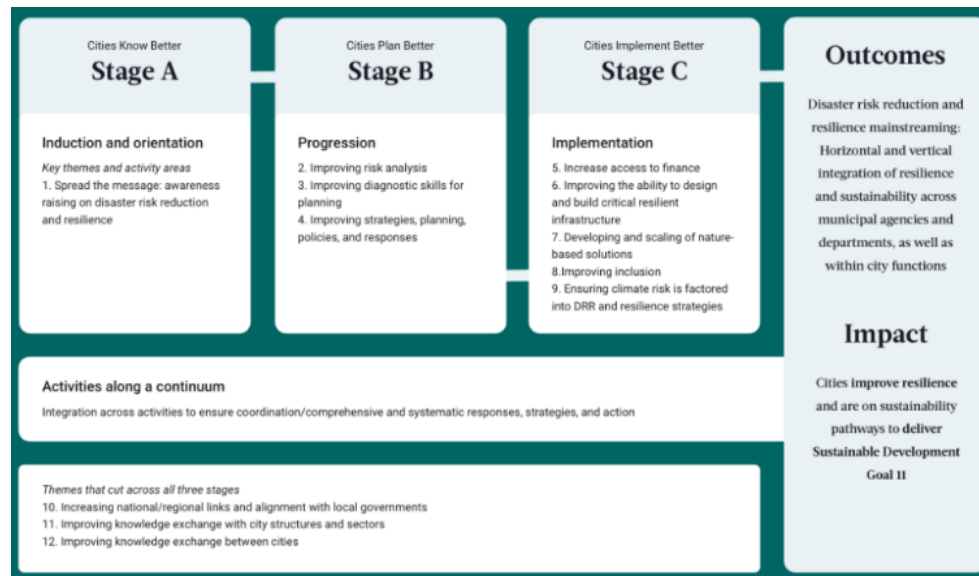 Cities Know Better
Stage A
Induction and orientation
Key themes and activity areas
1. Spread the message: awareness
raising on disaster risk reduction
and resilience
Cities Plan Better
Stage B
Progression
2. Improving risk analysis
3. Improving diagnostic skills for
planning
4. Improving strategies, planning,
policies, and responses
Cities Implement Better
Stage C
Implementation
5. Increase access to finance
6. Improving the ability to design
and build critical resilient
infrastructure
7. Developing and scaling of nature-
based solutions
8.Improving inclusion
9. Ensuring climate risk is factored
into DRR and resilience strategies
Activities along a continuum
Integration across activities to ensure coordination/comprehensive and systematic responses, strategies, and action
Themes that cut across all three stages
10. Increasing national/regional links and alignment with local governments
11. Improving knowledge exchange with city structures and sectors
12. Improving knowledge exchange between cities
Outcomes
Disaster risk reduction and
resilience mainstreaming:
Horizontal and vertical
integration of resilience
and sustainability across
municipal agencies and
departments, as well as
within city functions
Impact
Cities improve resilience
and are on sustainability
pathways to deliver
Sustainable Development
Goal 11